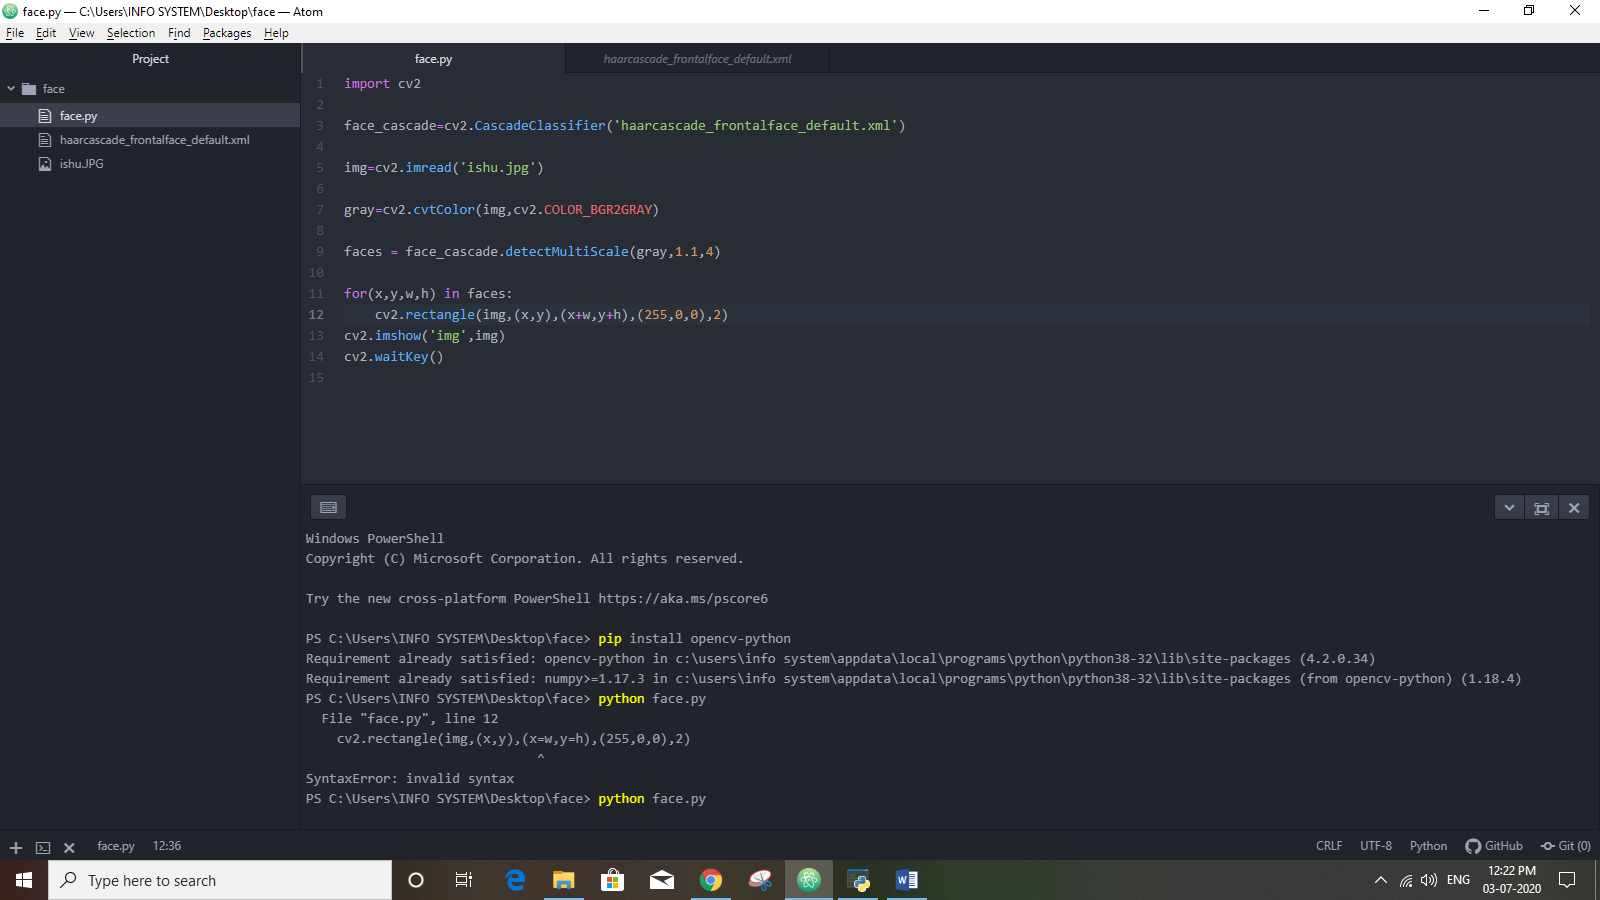 face.py — C:\Users\INFO SYSTEM\Desktop\face — Atom
File Edit View Selection Find Packages Help
Project
face
face.py
haarcascade_frontalface_default.xml
ishu.JPG
face.py haarcascade_frontalface_default.xml
1 import cv2
2
3 face_cascade=cv2.CascadeClassifier('haarcascade_frontalface_default.xml')
4
5 img=cv2.imread('ishu.jpg')
6
7 gray=cv2.cvtColor(img,cv2.COLOR_BGR2GRAY)
8
9 faces = face_cascade.detectMultiScale(gray,1.1,4)
10
11 for(x,y,w,h) in faces:
12 cv2.rectangle(img,(x,y),(x+w,y+h),(255,0,0),2)
13 cv2.imshow('img',img)
14 cv2.waitKey()
15
Windows PowerShell
Copyright (C) Microsoft Corporation. All rights reserved.
Try the new cross-platform PowerShell https://aka.ms/pscore6
PS C:\Users\INFO SYSTEM\Desktop\face> pip install opencv-python
Requirement already satisfied: opencv-python in c:\users\info system\appdata\local\programs\python\python38-32\lib\site-packages (4.2.0.34)
Requirement already satisfied: numpy>=1.17.3 in c:\users\info system\appdata\local\programs\python\python38-32\lib\site-packages (from opencv-python) (1.18.4)
PS C:\Users\INFO SYSTEM\Desktop\face> python face.py
File "face.py", line 12
cv2.rectangle(img,(x,y),(x=w,y=h),(255,0,0),2)
^
SyntaxError: invalid syntax
PS C:\Users\INFO SYSTEM\Desktop\face> python face.py
face.py 12:36 CRLF UTF-8 Python GitHub Git (0)
Type here to search
ENG
12:22 PM
03-07-2020